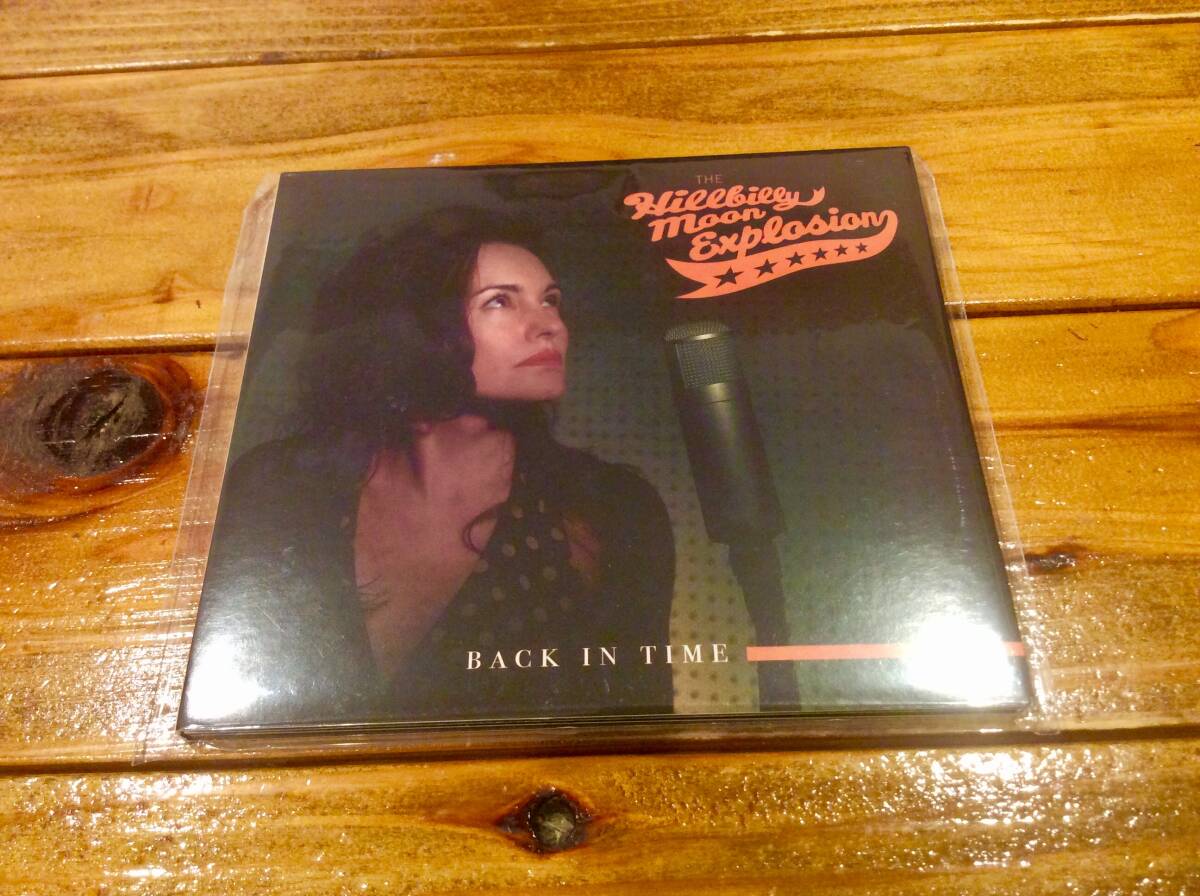 THE
Hillbilly
Moon
Explosion
BACK IN TIME